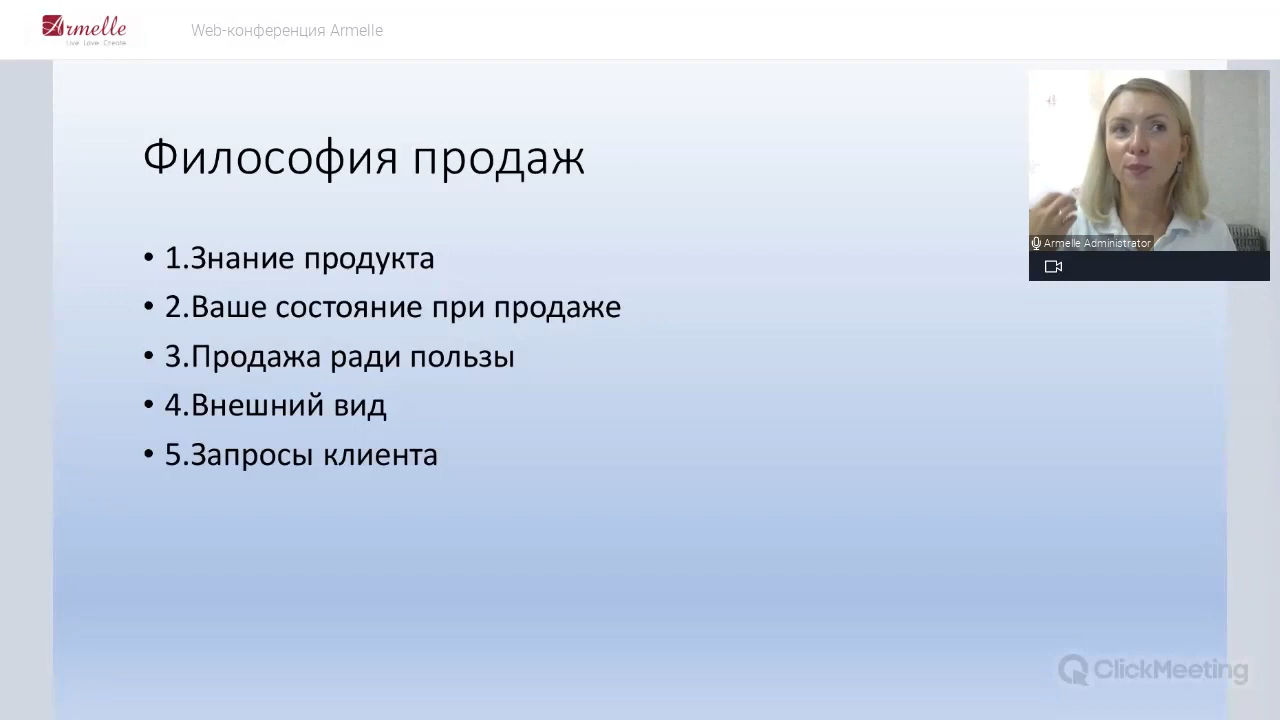 Armelle
Live Love Create
Web-конференция Armelle
Философия продаж
• 1.Знание продукта
• 2.Ваше состояние при продаже
• 3.Продажа ради пользы
• 4.Внешний вид
• 5.Запросы клиента
Armelle Administrator
ClickMeeting